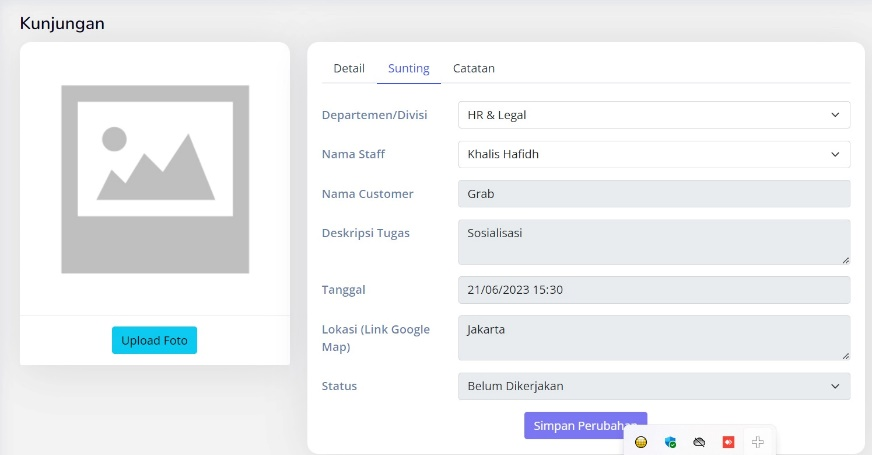 Kunjungan
Detail
Sunting
Catatan
Departemen/Divisi
HR & Legal
Nama Staff
Khalis Hafidh
Nama Customer
Grab
Deskripsi Tugas
Sosialisasi
Tanggal
21/06/2023 15:30
Lokasi (Link Google
Map)
Jakarta
Status
Belum Dikerjakan
Upload Foto
Simpan Perubahan